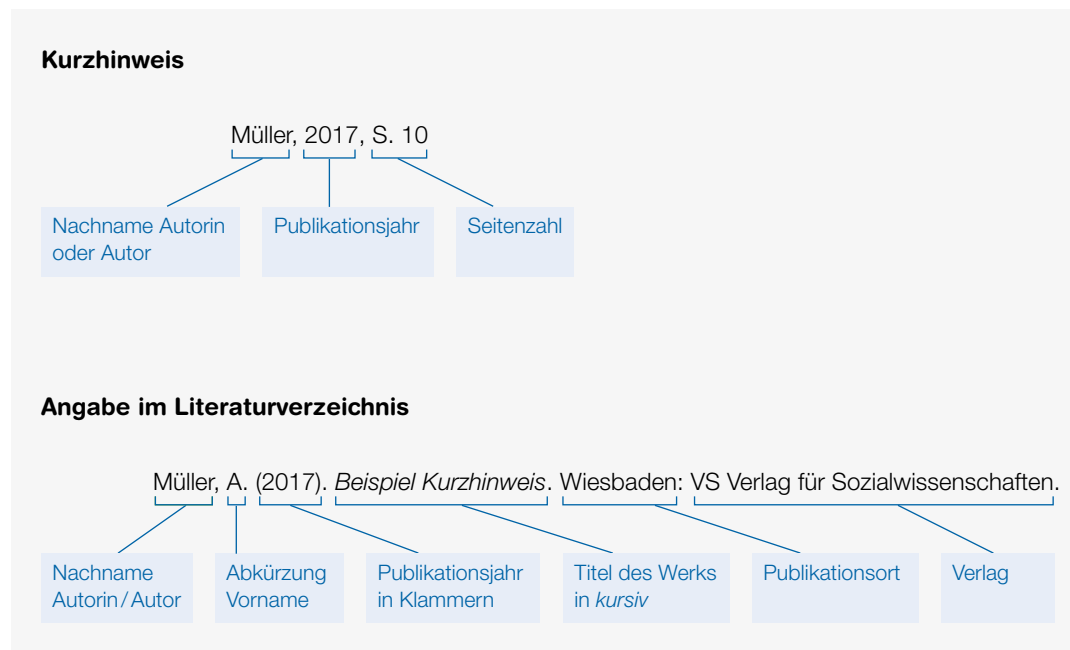 Kurzhinweis
Müller, 2017, S. 10
Nachname Autorin
oder Autor
Publikationsjahr
Seitenzahl
Angabe im Literaturverzeichnis
Müller, A. (2017). Beispiel Kurzhinweis. Wiesbaden: VS Verlag für Sozialwissenschaften.
Nachname
Autorin / Autor
Abkürzung
Vorname
Publikationsjahr
in Klammern
Titel des Werks
in kursiv
Publikationsort
Verlag